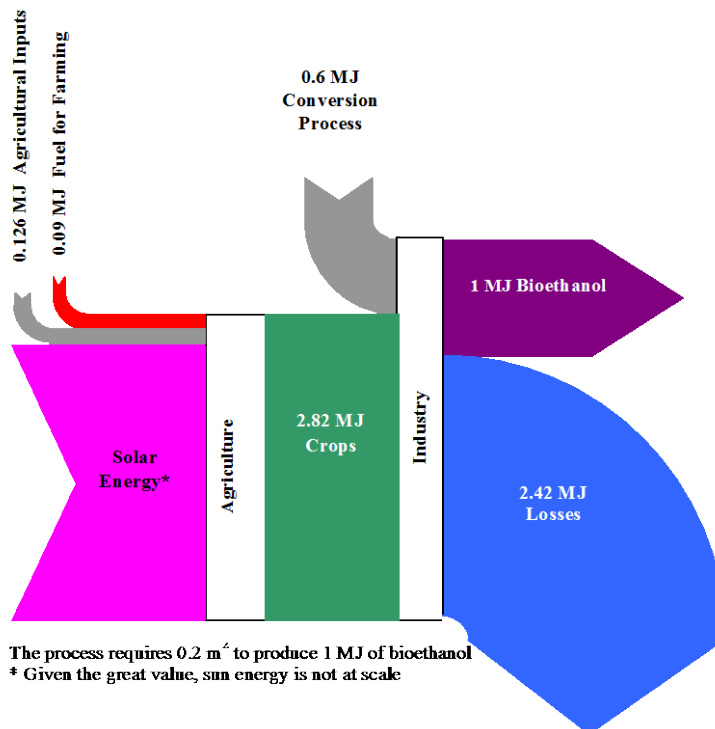 0.126 MJ Agricultural Inputs
0.09 MJ Fuel for Farming
0.6 MJ
Conversion
Process
1 MJ Bioethanol
Solar
Energy*
Agriculture
2.82 MJ
Crops
Industry
2.42 MJ
Losses
The process requires 0.2 m² to produce 1 MJ of bioethanol
* Given the great value, sun energy is not at scale